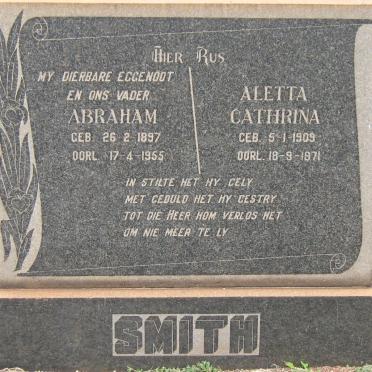 HIER RUS
MY DIERBARE EGGENOOT
EN ONS VADER
ABRAHAM
GEB. 26-2-1897
OORL. 17-4-1955
ALETTA
CATHRINA
GEB. 5-1-1909
OORL. 18-9-1971
IN STILTE HET HY GELY
MET GEDULD HET HY GESTRY
TOT DIE HEER HOM VERLOS HET
OM NIE MEER TE LY
SMITH